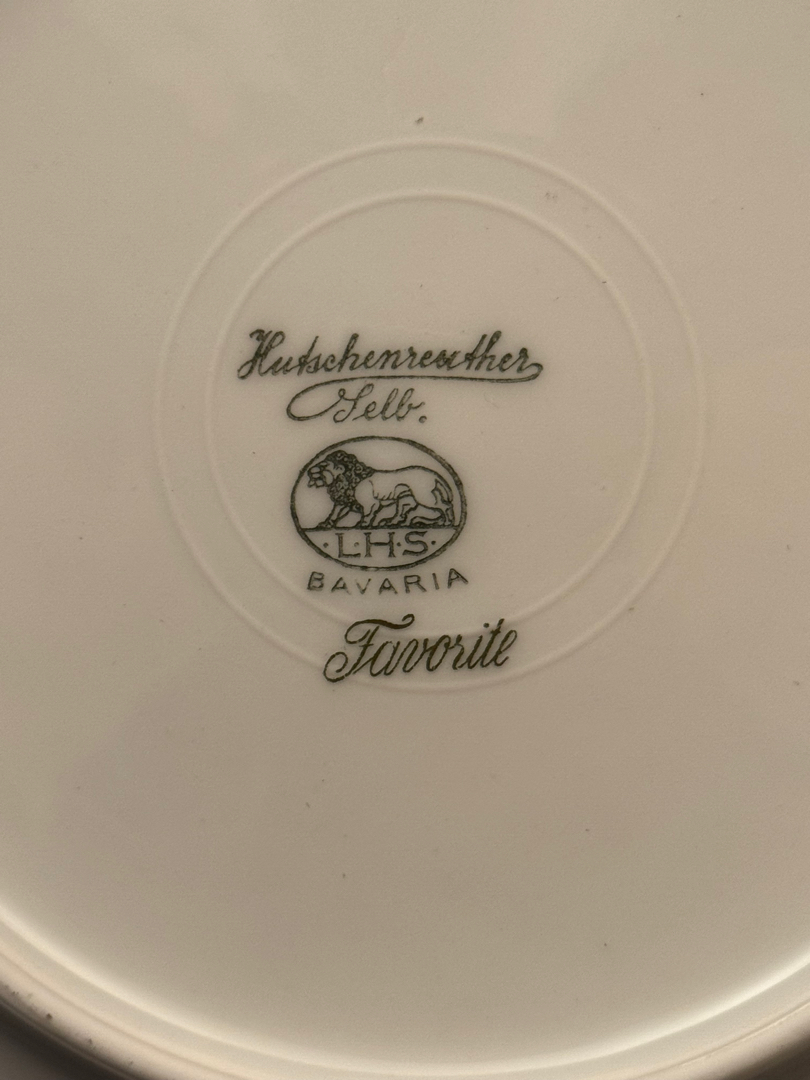 Hutschenreuther
Selb.
·L·H·S·
BAVARIA
Favorite